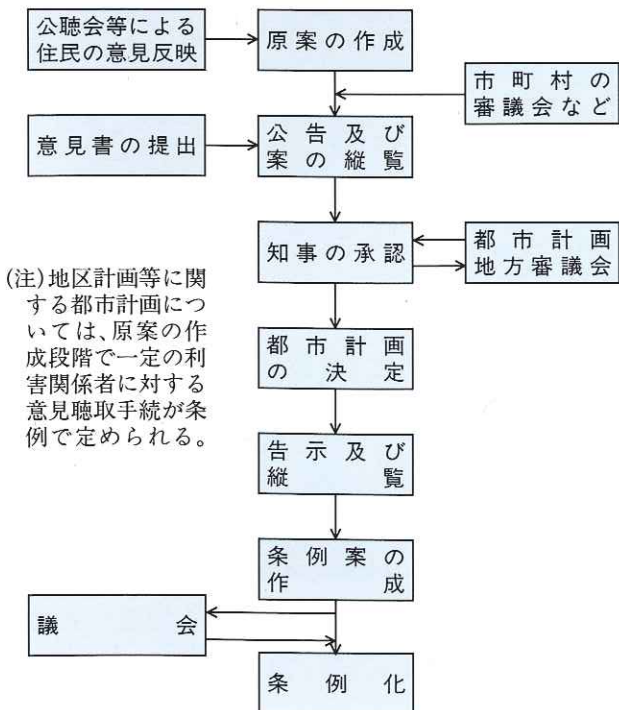 公聴会等による
住民の意見反映
原案の作成
市町村の
審議会など
意見書の提出
公告及び
案の縦覧
知事の承認
都市計画
地方審議会
(注)地区計画等に関
する都市計画につ
いては、原案の作
成段階で一定の利
害関係者に対する
意見聴取手続が条
例で定められる。
都市計画
の決定
告示及び
縦覧
条例案の
作成
議会
条例化